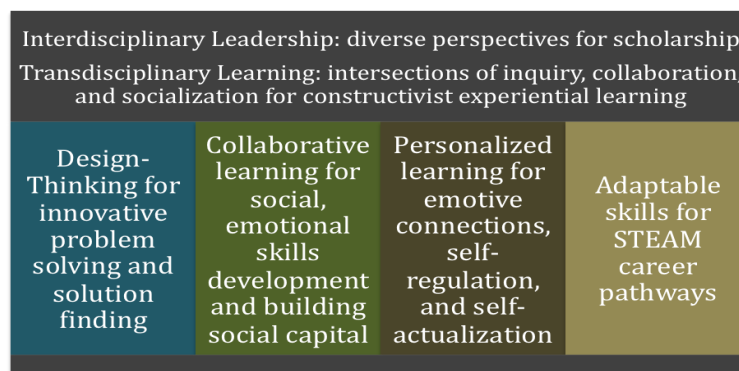 Interdisciplinary Leadership: diverse perspectives for scholarship
Transdisciplinary Learning: intersections of inquiry, collaboration,
and socialization for constructivist experiential learning
Design-
Thinking for
innovative
problem
solving and
solution
finding
Collaborative
learning for
social,
emotional
skills
development
and building
social capital
Personalized
learning for
emotive
connections,
self-
regulation,
and self-
actualization
Adaptable
skills for
STEAM
career
pathways